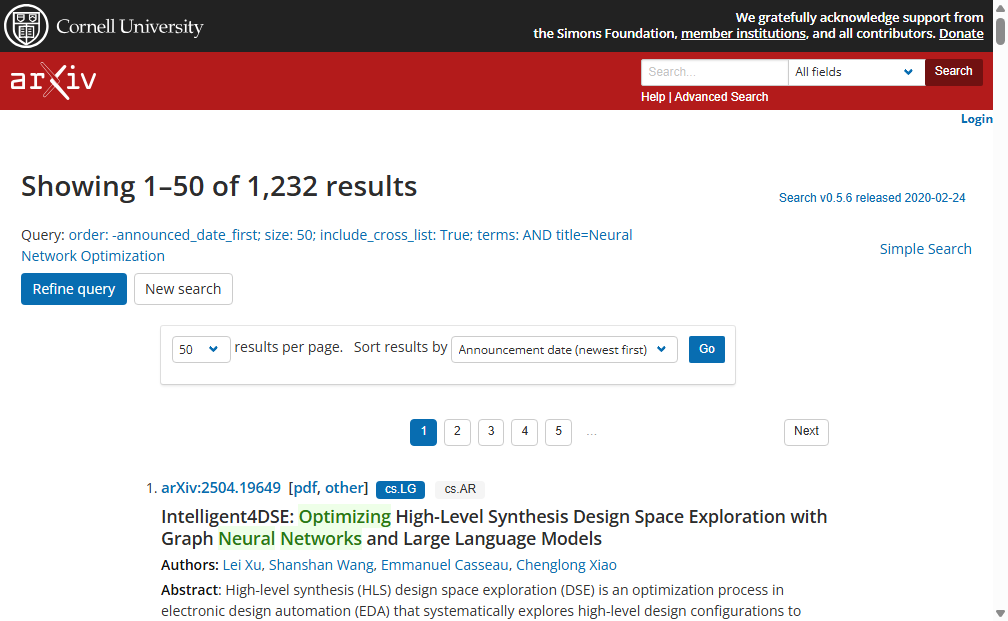 Cornell University
We gratefully acknowledge support from
the Simons Foundation, member institutions, and all contributors. Donate
arXiv
Search...
All fields
Search
Help | Advanced Search
Login
Showing 1–50 of 1,232 results
Search v0.5.6 released 2020-02-24
Query: order: -announced_date_first; size: 50; include_cross_list: True; terms: AND title=Neural
Network Optimization
Simple Search
Refine query
New search
50 results per page. Sort results by Announcement date (newest first) Go
1 2 3 4 5 ... Next
1. arXiv:2504.19649 [pdf, other] cs.LG cs.AR
Intelligent4DSE: Optimizing High-Level Synthesis Design Space Exploration with
Graph Neural Networks and Large Language Models
Authors: Lei Xu, Shanshan Wang, Emmanuel Casseau, Chenglong Xiao
Abstract: High-level synthesis (HLS) design space exploration (DSE) is an optimization process in
electronic design automation (EDA) that systematically explores high-level design configurations to